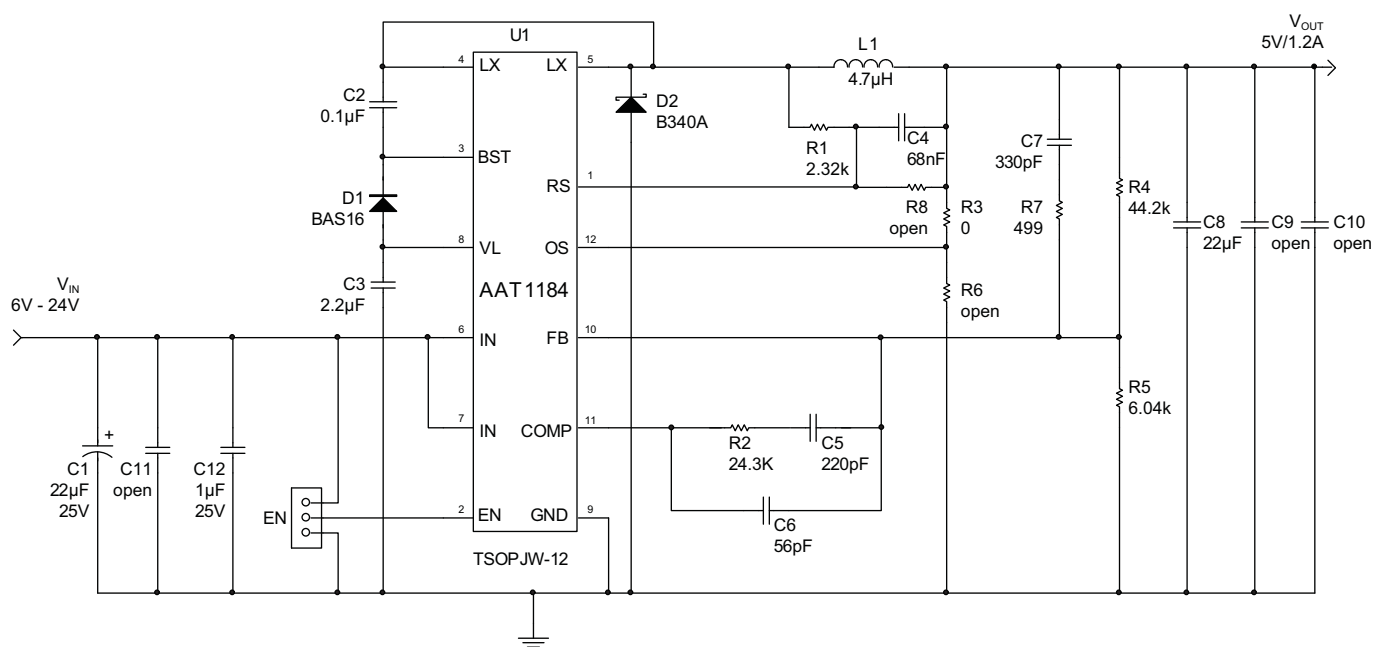 U1
V_OUT
5V/1.2A
L1
4.7µH
4
LX
LX
5
C2
0.1µF
D2
B340A
R1
2.32k
C4
68nF
C7
330pF
3
BST
RS
1
D1
BAS16
R8
open
R3
0
R7
499
R4
44.2k
C8
22µF
C9
open
C10
open
8
VL
OS
12
C3
2.2µF
AAT1184
R6
open
V_IN
6V - 24V
6
IN
FB
10
R5
6.04k
7
IN
COMP
11
R2
24.3K
C5
220pF
+
C1
22µF
25V
C11
open
C12
1µF
25V
EN
2
EN
GND
9
C6
56pF
TSOPJW-12